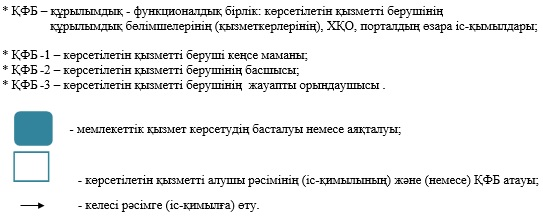 * ҚФБ – құрылымдық - функционалдық бірлік: көрсетілетін қызметті берушінің
құрылымдық бөлімшелерінің (қызметкерлерінің), ХҚО, порталдың өзара іс-қымылдары;
* ҚФБ -1 – көрсетілетін қызметті беруші кеңсе маманы;
* ҚФБ -2 – көрсетілетін қызметті берушінің басшысы;
* ҚФБ -3 – көрсетілетін қызметті берушінің жауапты орындаушысы .
- мемлекеттік қызмет көрсетудің басталуы немесе аяқталуы;
- көрсетілетін қызметті алушы рәсімінің (іс-қимылының) және (немесе) ҚФБ атауы;
- келесі рәсімге (іс-қимылға) өту.